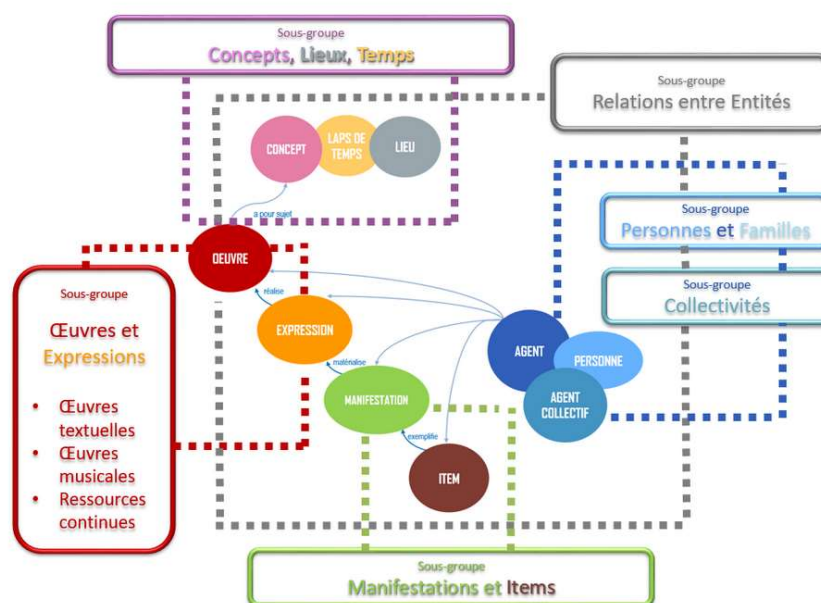 Sous-groupe
Concepts, Lieux, Temps
Sous-groupe
Relations entre Entités
CONCEPT
LAPS DE
TEMPS
LIEU
a pour sujet
Sous-groupe
Personnes et Familles
OEUVRE
Sous-groupe
Œuvres et
Expressions
• Œuvres
textuelles
• Œuvres
musicales
• Ressources
continues
réalise
Sous-groupe
Collectivités
EXPRESSION
AGENT
PERSONNE
matérialise
MANIFESTATION
AGENT
COLLECTIF
exemplifie
ITEM
Sous-groupe
Manifestations et Items